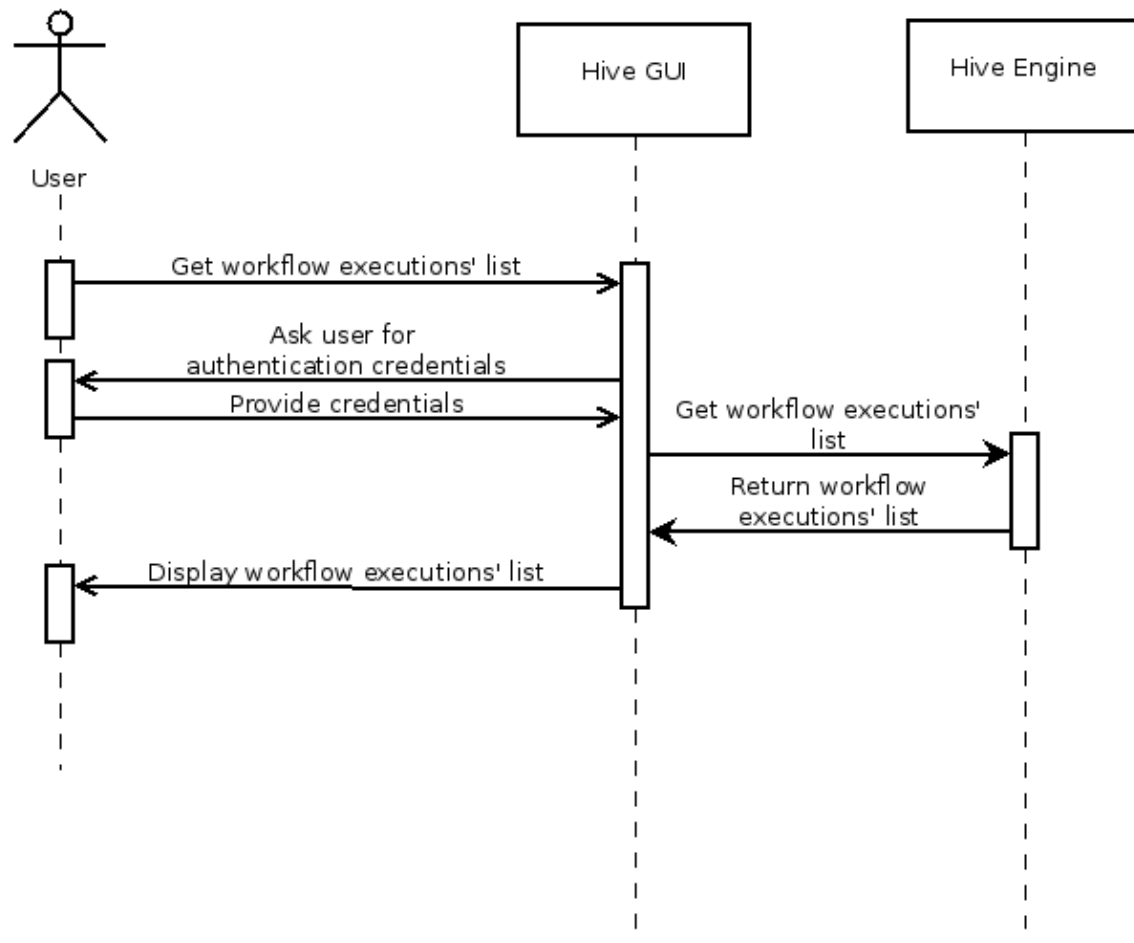 Hive GUI
Hive Engine
User
Get workflow executions' list
Ask user for
authentication credentials
Provide credentials
Get workflow executions'
list
Return workflow
executions' list
Display workflow executions' list